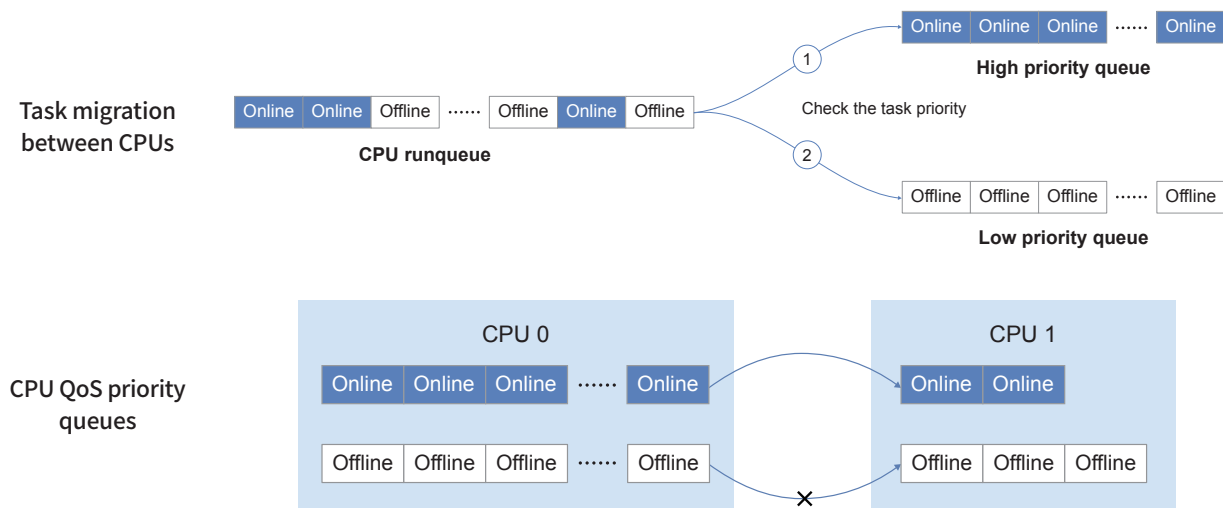 Online Online Online ...... Online
High priority queue
1
Task migration
between CPUs
Online Online Offline ...... Offline Online Offline
CPU runqueue
Check the task priority
2
Offline Offline Offline ...... Offline
Low priority queue
CPU QoS priority
queues
CPU 0
Online Online Online ...... Online
Offline Offline Offline ...... Offline
CPU 1
Online Online
Offline Offline Offline